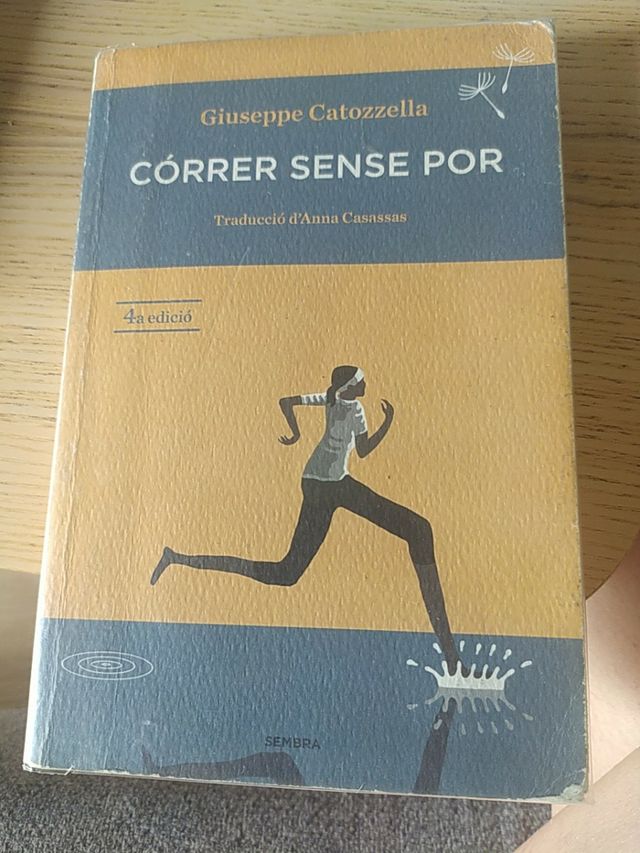 Giuseppe Catozzella
CÓRRER SENSE POR
Traducció d'Anna Casassas
4a edició
SEMBRA